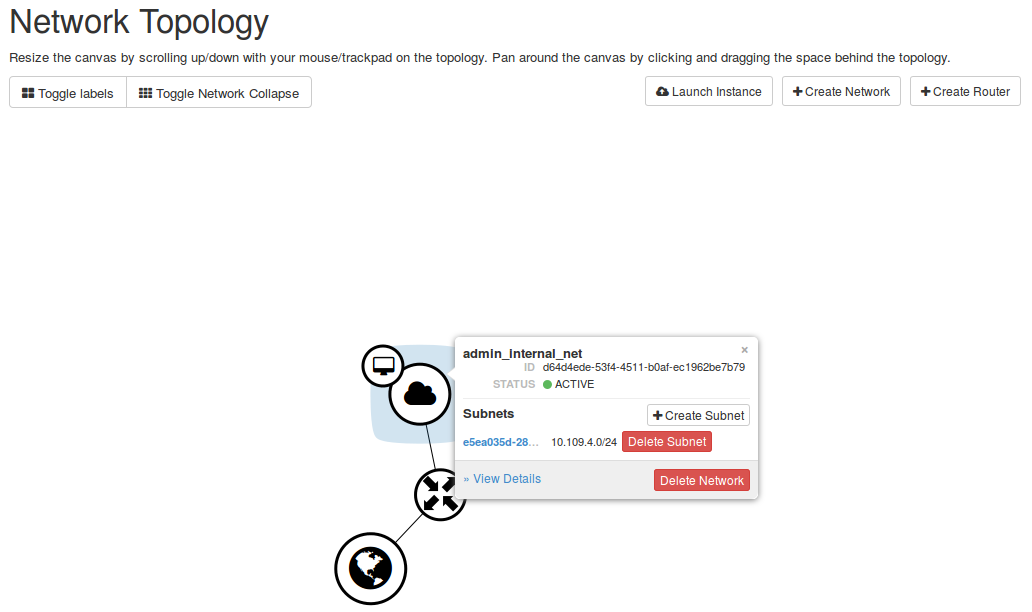 Network Topology
Resize the canvas by scrolling up/down with your mouse/trackpad on the topology. Pan around the canvas by clicking and dragging the space behind the topology.
Toggle labels Toggle Network Collapse Launch Instance Create Network Create Router
admin_internal_net ×
ID d64d4ede-53f4-4511-b0af-ec1962be7b79
STATUS ACTIVE
Subnets Create Subnet
e5ea035d-28... 10.109.4.0/24 Delete Subnet
» View Details Delete Network